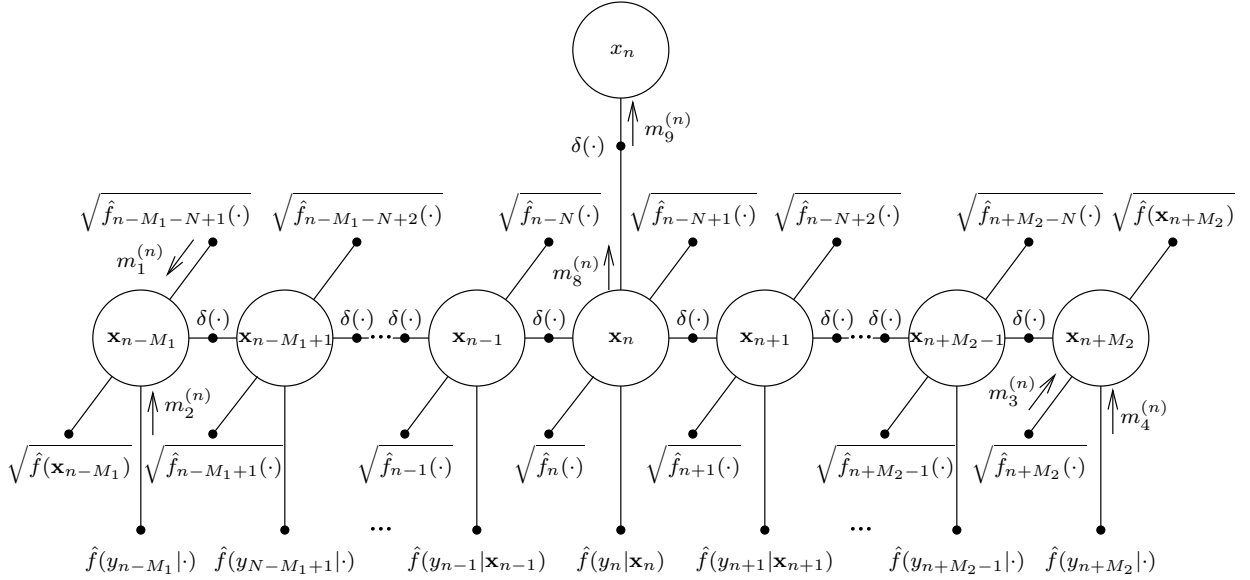 x_n
δ(·)
m_9^{(n)}
√f̂_{n−M_1−N+1}(·) √f̂_{n−M_1−N+2}(·) √f̂_{n−N}(·) √f̂_{n−N+1}(·) √f̂_{n−N+2}(·) √f̂_{n+M_2−N}(·) √f̂(𝐱_{n+M_2})
m_1^{(n)} m_8^{(n)}
δ(·) δ(·) δ(·) δ(·) δ(·) δ(·) δ(·) δ(·)
𝐱_{n−M_1} 𝐱_{n−M_1+1} ··· 𝐱_{n−1} 𝐱_n 𝐱_{n+1} ··· 𝐱_{n+M_2−1} 𝐱_{n+M_2}
m_2^{(n)} m_3^{(n)} m_4^{(n)}
√f̂(𝐱_{n−M_1}) √f̂_{n−M_1+1}(·) √f̂_{n−1}(·) √f̂_n(·) √f̂_{n+1}(·) √f̂_{n+M_2−1}(·) √f̂_{n+M_2}(·)
··· ···
f̂(y_{n−M_1}|·) f̂(y_{N−M_1+1}|·) f̂(y_{n−1}|𝐱_{n−1}) f̂(y_n|𝐱_n) f̂(y_{n+1}|𝐱_{n+1}) f̂(y_{n+M_2−1}|·) f̂(y_{n+M_2}|·)